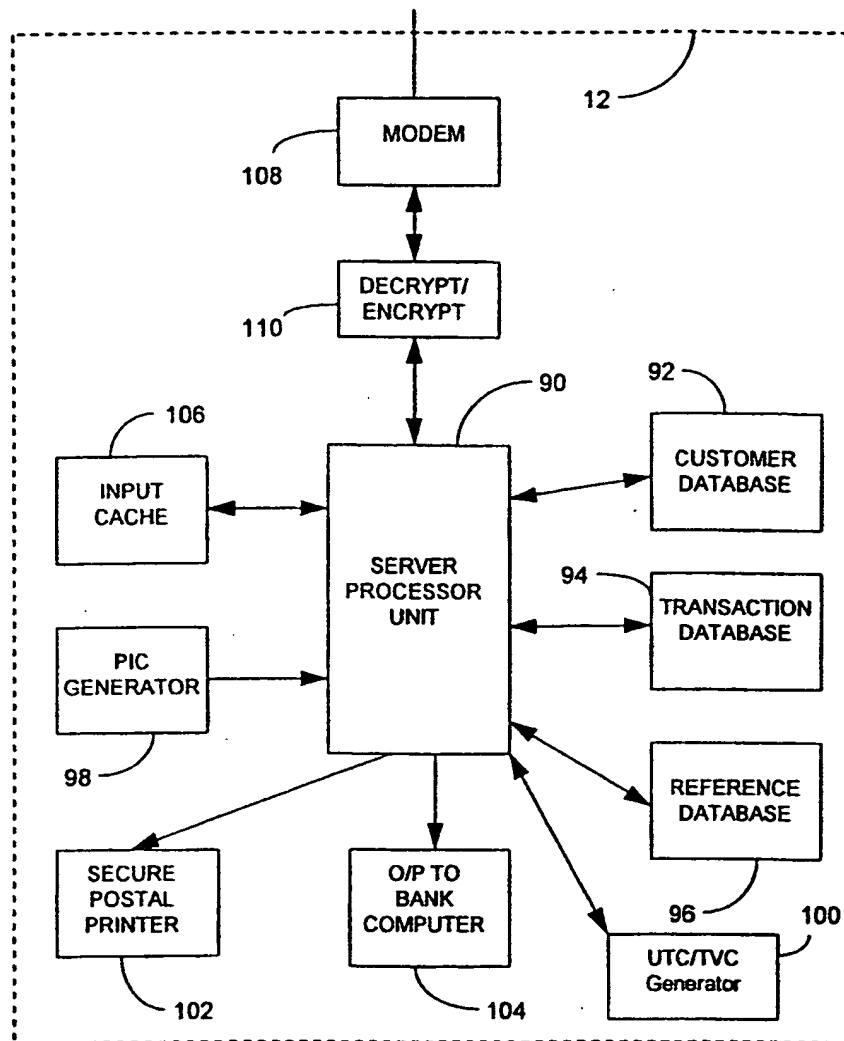 12
MODEM
108
DECRYPT/
ENCRYPT
110
90
92
106
INPUT
CACHE
CUSTOMER
DATABASE
SERVER
PROCESSOR
UNIT
94
TRANSACTION
DATABASE
PIC
GENERATOR
98
REFERENCE
DATABASE
96
SECURE
POSTAL
PRINTER
102
O/P TO
BANK
COMPUTER
104
100
UTC/TVC
Generator